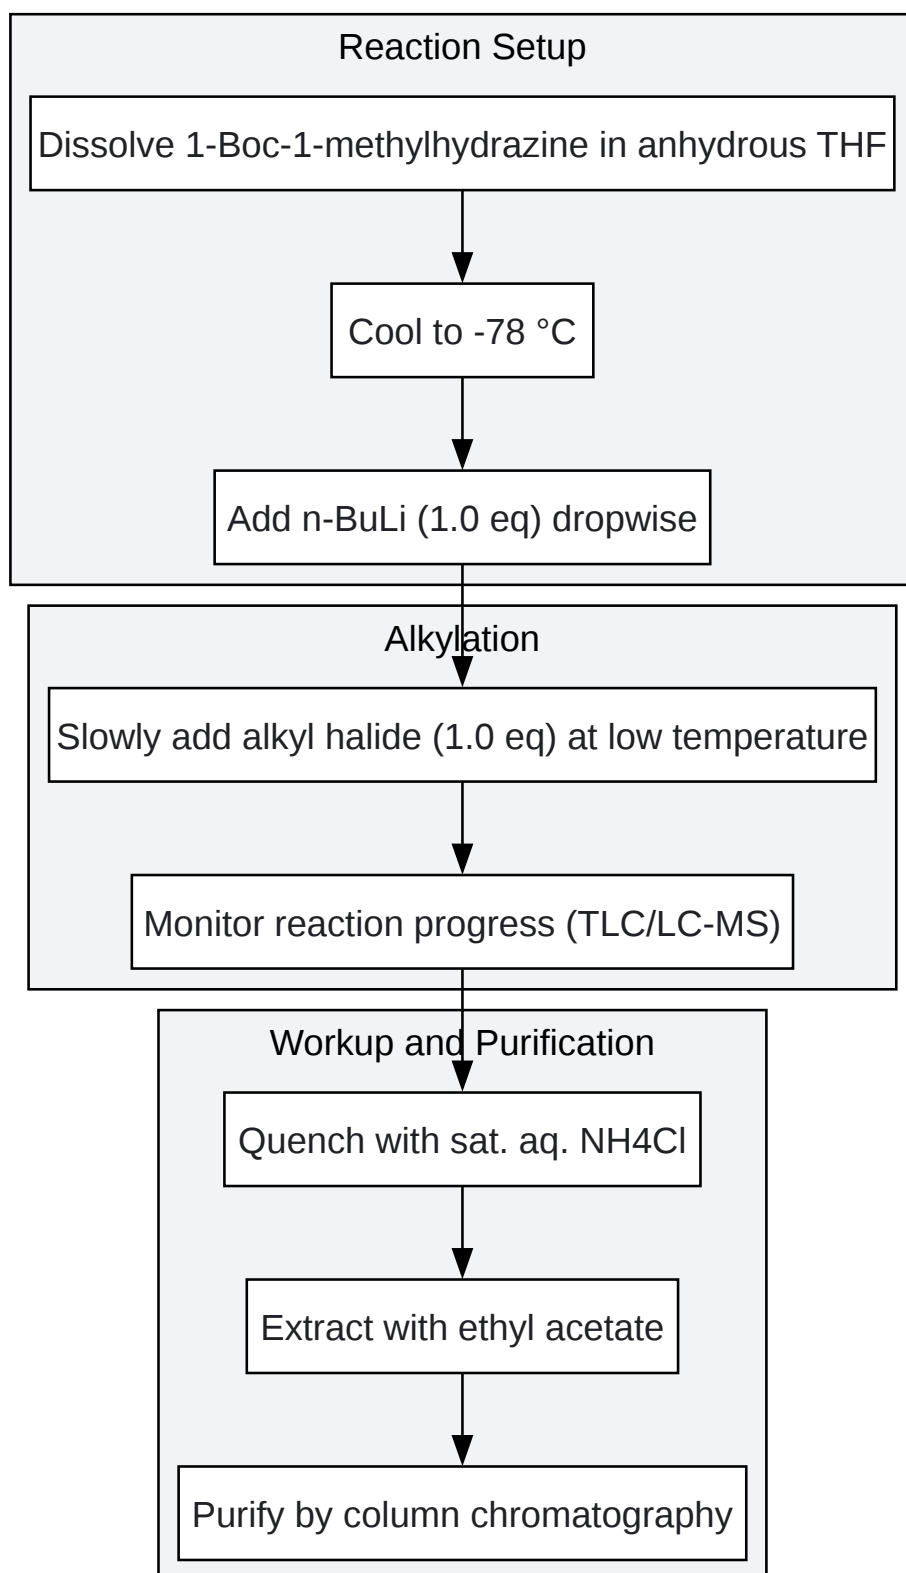 Reaction Setup
Dissolve 1-Boc-1-methylhydrazine in anhydrous THF
Cool to -78 °C
Add n-BuLi (1.0 eq) dropwise
Alkylation
Slowly add alkyl halide (1.0 eq) at low temperature
Monitor reaction progress (TLC/LC-MS)
Workup and Purification
Quench with sat. aq. NH4Cl
Extract with ethyl acetate
Purify by column chromatography